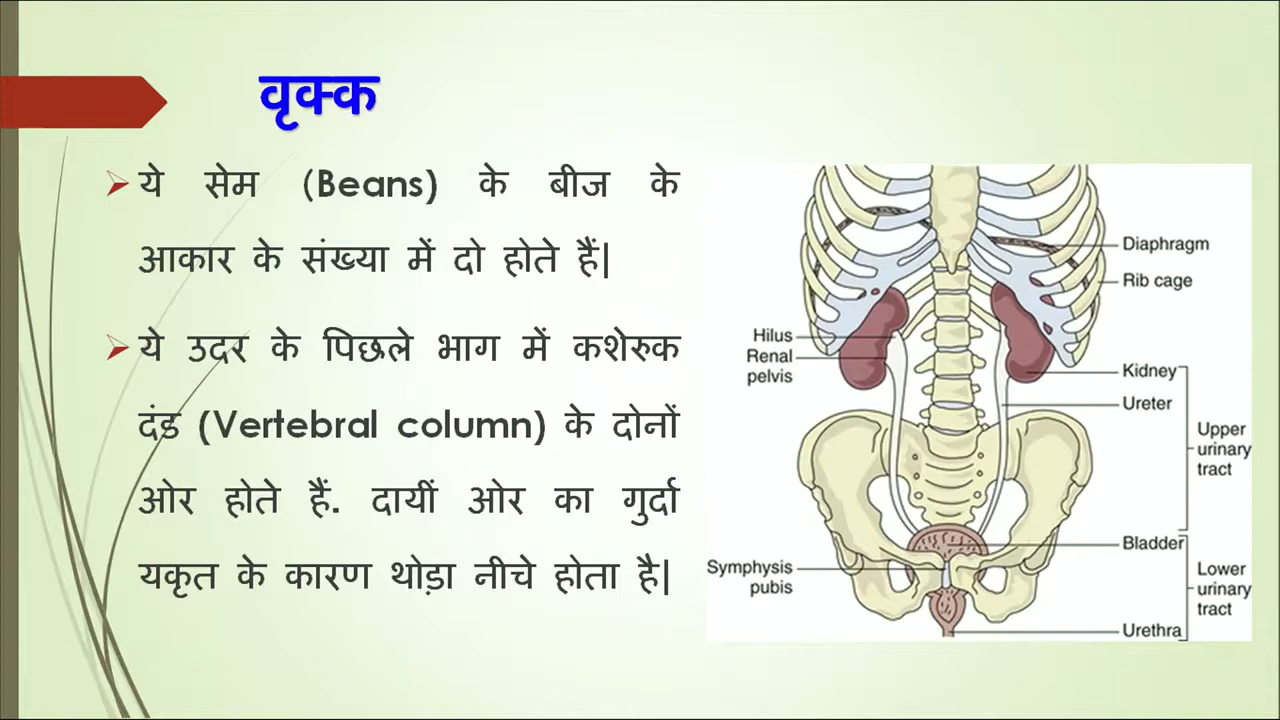 वृक्क
ये सेम (Beans) के बीज के
आकार के संख्या में दो होते हैं|
ये उदर के पिछले भाग में कशेरुक
दंड (Vertebral column) के दोनों
ओर होते हैं. दायीं ओर का गुर्दा
यकृत के कारण थोड़ा नीचे होता है|
Diaphragm
Rib cage
Hilus
Renal
pelvis
Kidney
Ureter
Upper
urinary
tract
Bladder
Symphysis
pubis
Lower
urinary
tract
Urethra